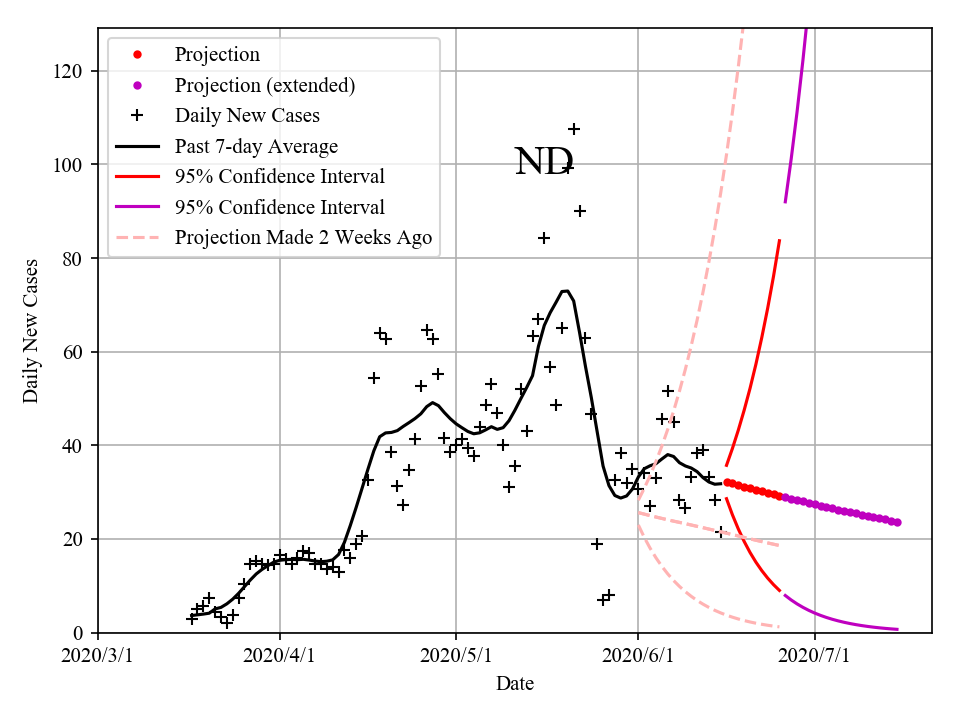 120
100
80
60
40
20
0
Daily New Cases
Projection
Projection (extended)
Daily New Cases
Past 7-day Average
95% Confidence Interval
95% Confidence Interval
Projection Made 2 Weeks Ago
ND
2020/3/1 2020/4/1 2020/5/1 2020/6/1 2020/7/1
Date